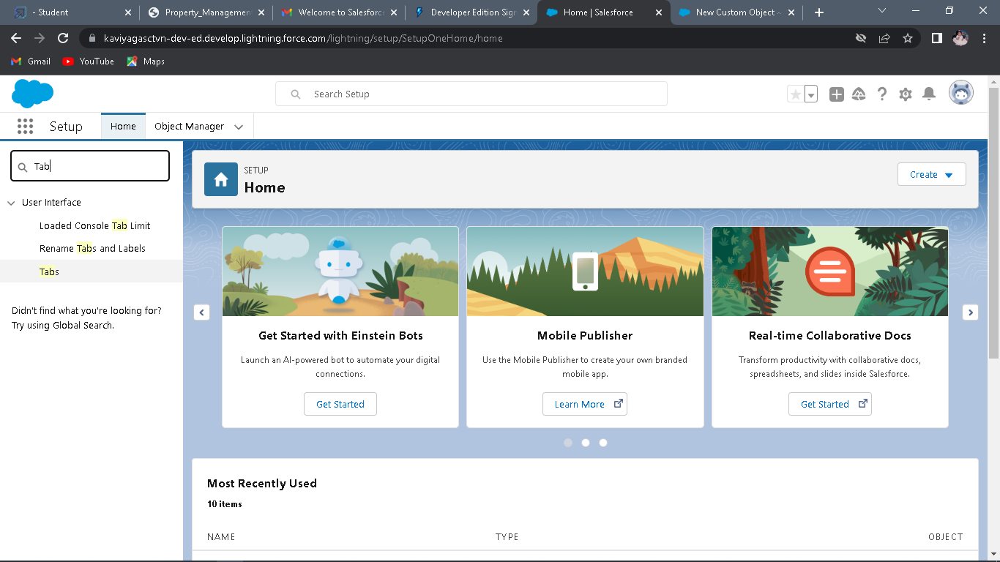 - Student
Property_Management
Welcome to Salesforce
Developer Edition Sign
Home | Salesforce
New Custom Object ~
kaviyagasctvn-dev-ed.develop.lightning.force.com/lightning/setup/SetupOneHome/home
Gmail
YouTube
Maps
Search Setup
Setup
Home
Object Manager
Tab
User Interface
Loaded Console Tab Limit
Rename Tabs and Labels
Tabs
Didn't find what you're looking for?
Try using Global Search.
SETUP
Home
Create
Get Started with Einstein Bots
Launch an AI-powered bot to automate your digital
connections.
Get Started
Mobile Publisher
Use the Mobile Publisher to create your own branded
mobile app.
Learn More
Real-time Collaborative Docs
Transform productivity with collaborative docs,
spreadsheets, and slides inside Salesforce.
Get Started
Most Recently Used
10 items
NAME
TYPE
OBJECT